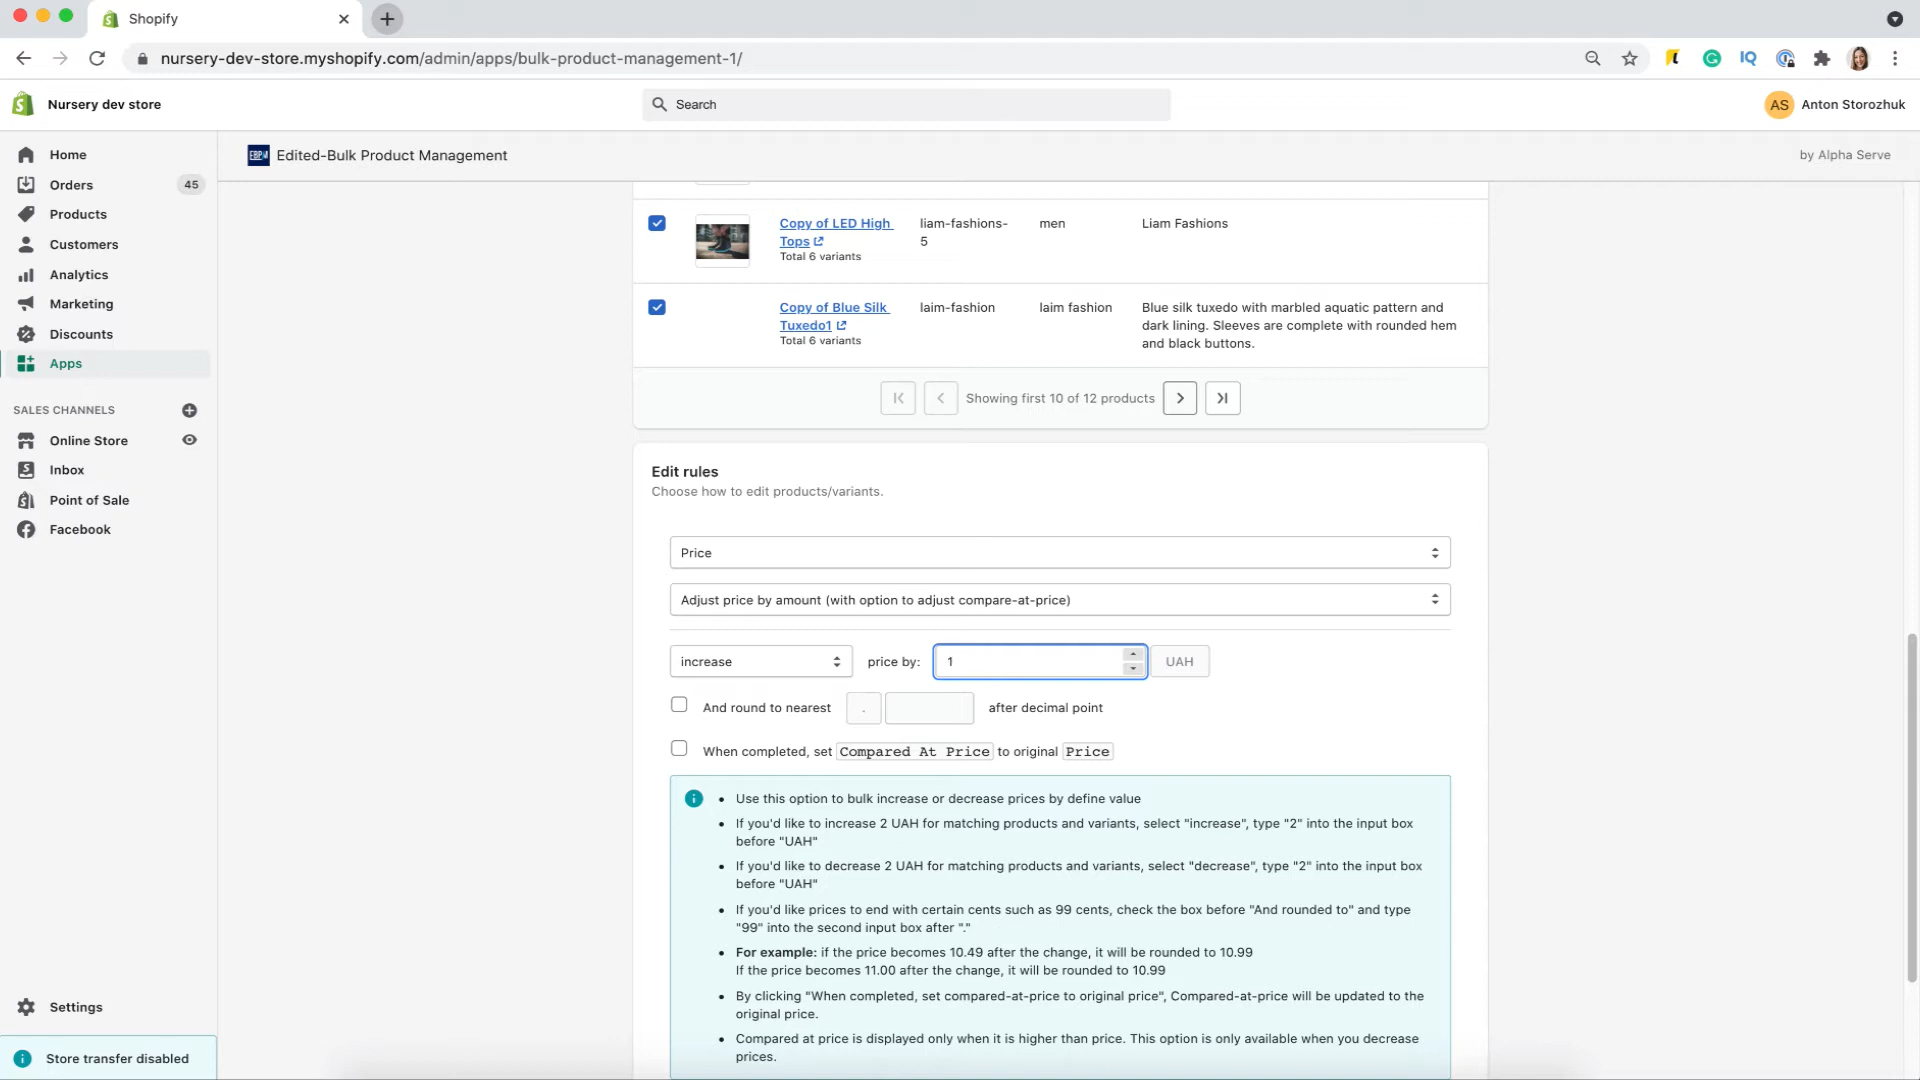 Shopify
nursery-dev-store.myshopify.com/admin/apps/bulk-product-management-1/
Nursery dev store
Search
AS Anton Storozhuk
Home
Orders 45
Products
Customers
Analytics
Marketing
Discounts
Apps
SALES CHANNELS
Online Store
Inbox
Point of Sale
Facebook
Settings
Store transfer disabled
EBPM Edited-Bulk Product Management
by Alpha Serve
Copy of LED High liam-fashions- men Liam Fashions
Tops 5
Total 6 variants
Copy of Blue Silk laim-fashion laim fashion Blue silk tuxedo with marbled aquatic pattern and
Tuxedo1 dark lining. Sleeves are complete with rounded hem
Total 6 variants and black buttons.
Showing first 10 of 12 products
Edit rules
Choose how to edit products/variants.
Price
Adjust price by amount (with option to adjust compare-at-price)
increase price by: 1 UAH
And round to nearest . after decimal point
When completed, set Compared At Price to original Price
• Use this option to bulk increase or decrease prices by define value
• If you'd like to increase 2 UAH for matching products and variants, select "increase", type "2" into the input box
before "UAH"
• If you'd like to decrease 2 UAH for matching products and variants, select "decrease", type "2" into the input box
before "UAH"
• If you'd like prices to end with certain cents such as 99 cents, check the box before "And rounded to" and type
"99" into the second input box after "."
• For example: if the price becomes 10.49 after the change, it will be rounded to 10.99
If the price becomes 11.00 after the change, it will be rounded to 10.99
• By clicking "When completed, set compared-at-price to original price", Compared-at-price will be updated to the
original price.
• Compared at price is displayed only when it is higher than price. This option is only available when you decrease
prices.